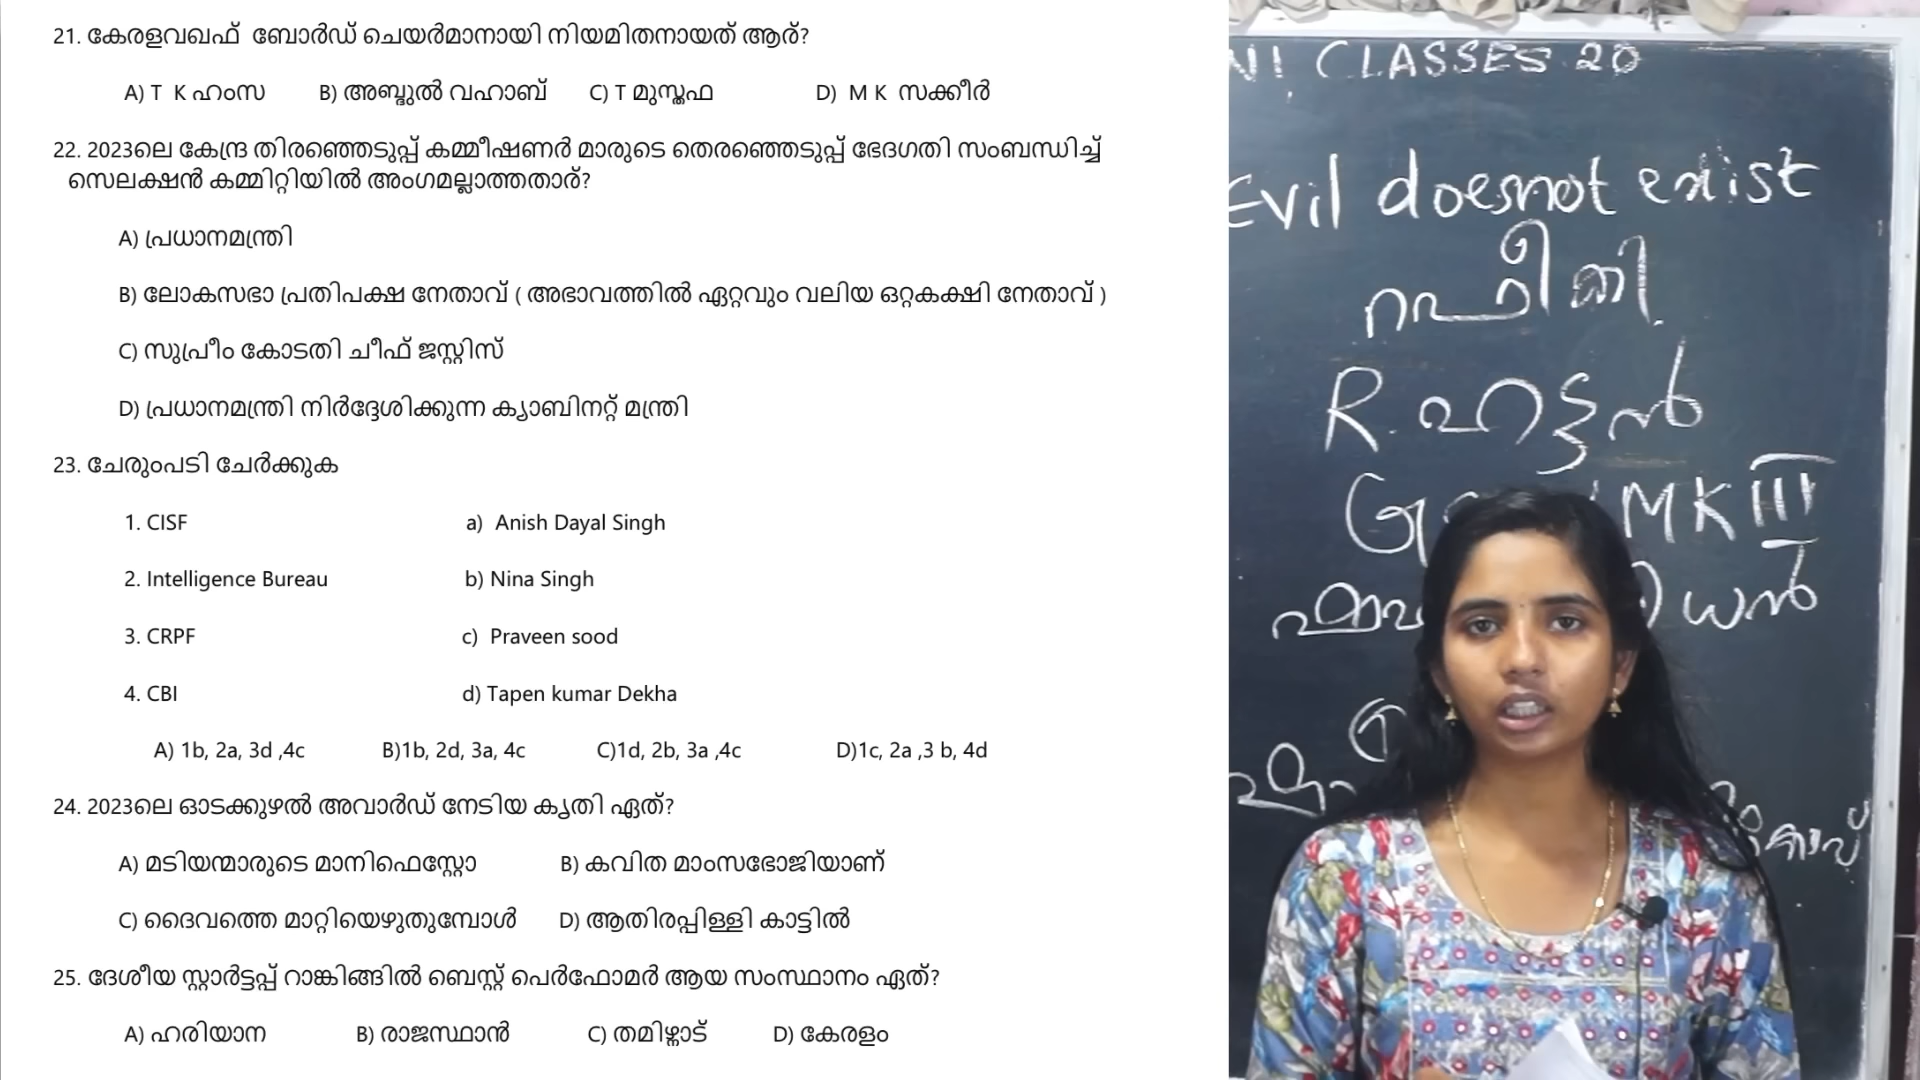 21. കേരളവഖഫ് ബോർഡ് ചെയർമാനായി നിയമിതനായത് ആര്?
A) T K ഹംസ B) അബ്ദുൽ വഹാബ് C) T മുസ്തഫ D) M K സക്കീർ
22. 2023ലെ കേന്ദ്ര തിരഞ്ഞെടുപ്പ് കമ്മീഷണർ മാരുടെ തെരഞ്ഞെടുപ്പ് ഭേദഗതി സംബന്ധിച്ച്
സെലക്ഷൻ കമ്മിറ്റിയിൽ അംഗമല്ലാത്തതാര്?
A) പ്രധാനമന്ത്രി
B) ലോകസഭാ പ്രതിപക്ഷ നേതാവ് ( അഭാവത്തിൽ ഏറ്റവും വലിയ ഒറ്റകക്ഷി നേതാവ് )
C) സുപ്രീം കോടതി ചീഫ് ജസ്റ്റിസ്
D) പ്രധാനമന്ത്രി നിർദ്ദേശിക്കുന്ന ക്യാബിനറ്റ് മന്ത്രി
23. ചേരുംപടി ചേർക്കുക
1. CISF a) Anish Dayal Singh
2. Intelligence Bureau b) Nina Singh
3. CRPF c) Praveen sood
4. CBI d) Tapen kumar Dekha
A) 1b, 2a, 3d ,4c B)1b, 2d, 3a, 4c C)1d, 2b, 3a ,4c D)1c, 2a ,3 b, 4d
24. 2023ലെ ഓടക്കുഴൽ അവാർഡ് നേടിയ കൃതി ഏത്?
A) മടിയന്മാരുടെ മാനിഫെസ്റ്റോ B) കവിത മാംസഭോജിയാണ്
C) ദൈവത്തെ മാറ്റിയെഴുതുമ്പോൾ D) ആതിരപ്പിള്ളി കാട്ടിൽ
25. ദേശീയ സ്റ്റാർട്ടപ്പ് റാങ്കിങ്ങിൽ ബെസ്റ്റ് പെർഫോമർ ആയ സംസ്ഥാനം ഏത്?
A) ഹരിയാന B) രാജസ്ഥാൻ C) തമിഴ്നാട് D) കേരളം
CLASSES 20
Evil doesnot exist
റഫീക്കി
R. ഹട്ടൻ
MK III